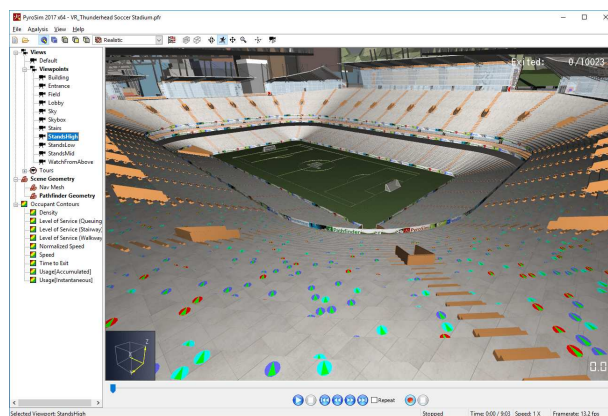 PyroSim 2017 x64 - VR_Thunderhead Soccer Stadium.pfr
File Analysis View Help
Realistic
Views
Default
Viewpoints
Building
Entrance
Field
Lobby
Sky
Skybox
Stairs
StandsHigh
StandsLow
StandsMid
WatchFromAbove
Tours
Scene Geometry
Nav Mesh
Pathfinder Geometry
Occupant Contours
Density
Level of Service (Queuing
Level of Service (Stairway)
Level of Service (Walkway
Normalized Speed
Speed
Time to Exit
Usage[Accumulated]
Usage[Instantaneous]
Exited: 0/10023
Pathfinder
Z
0.0
Repeat
Selected Viewport: StandsHigh
Stopped
Time: 0:00 / 9:03 Speed: 1 X Framerate: 13.2 fps